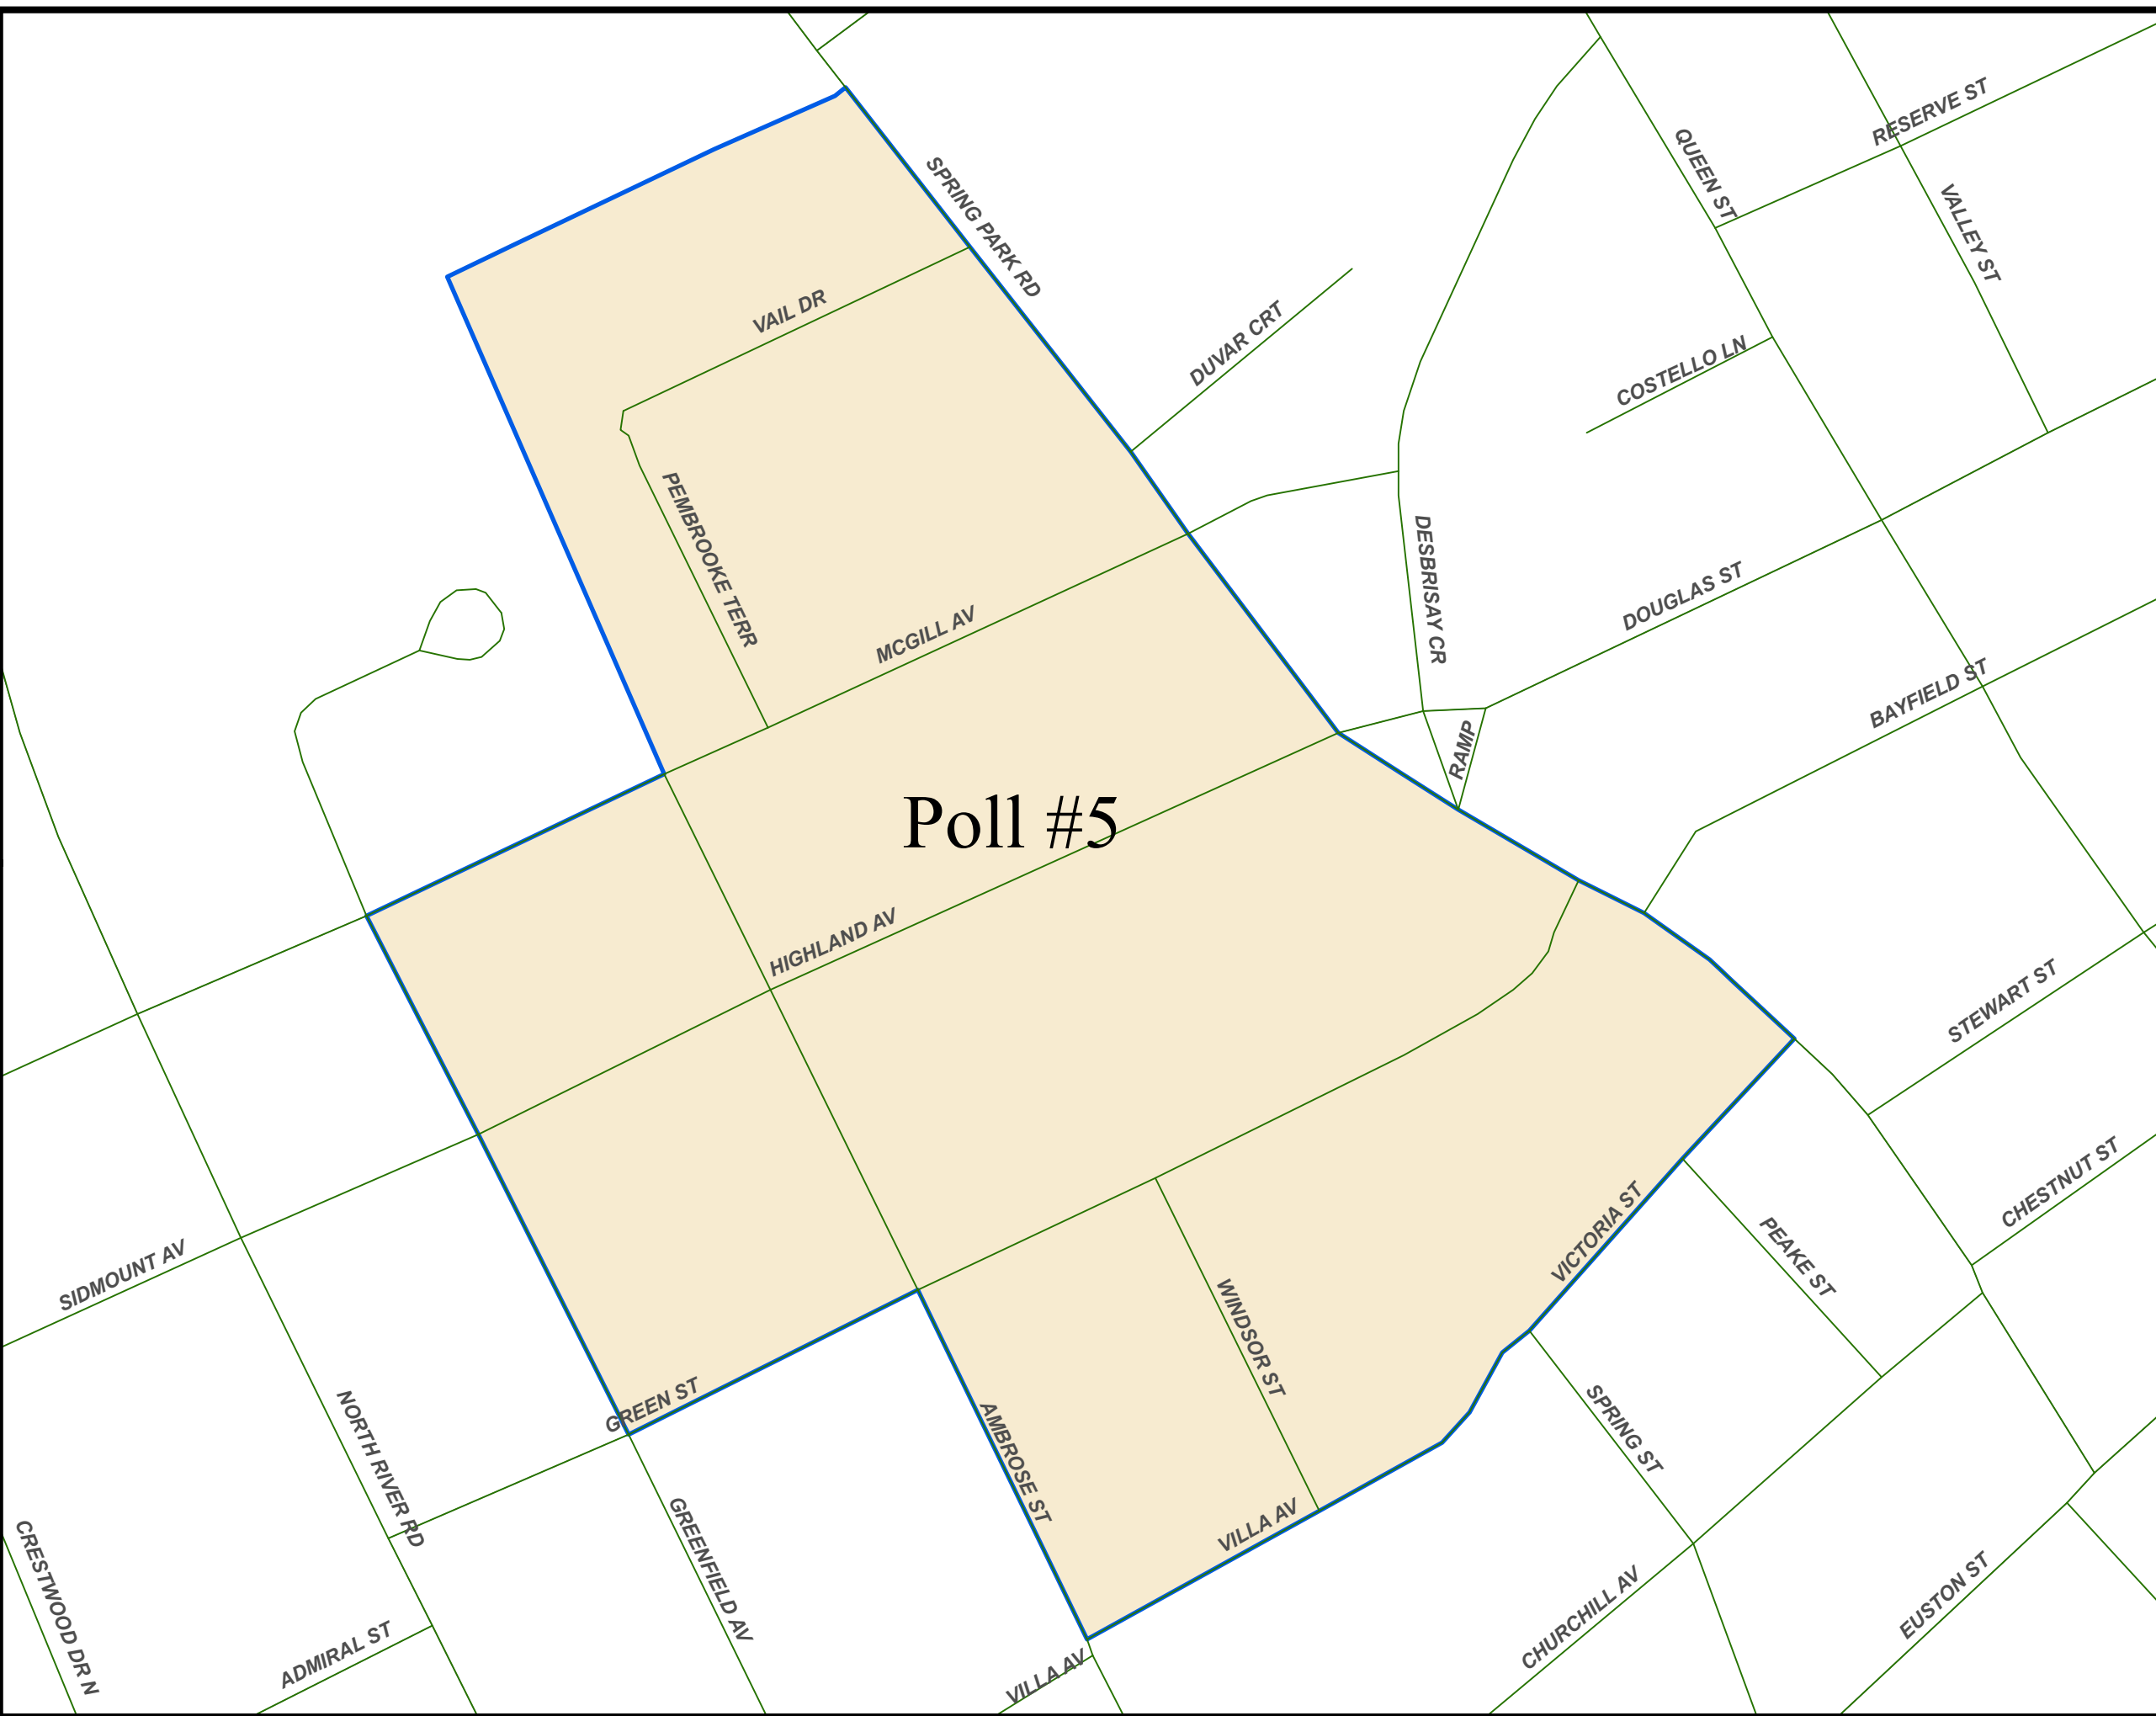 RESERVE ST
QUEEN ST
SPRING PARK RD
VALLEY ST
VAIL DR
DUVAR CRT
COSTELLO LN
PEMBROOKE TERR
DESBRISAY CR
DOUGLAS ST
MCGILL AV
BAYFIELD ST
RAMP
Poll #5
HIGHLAND AV
STEWART ST
CHESTNUT ST
VICTORIA ST
PEAKE ST
SIDMOUNT AV
WINDSOR ST
GREEN ST
NORTH RIVER RD
AMBROSE ST
SPRING ST
VILLA AV
GREENFIELD AV
CRESTWOOD DR N
ADMIRAL ST
VILLA AV
CHURCHILL AV
EUSTON ST